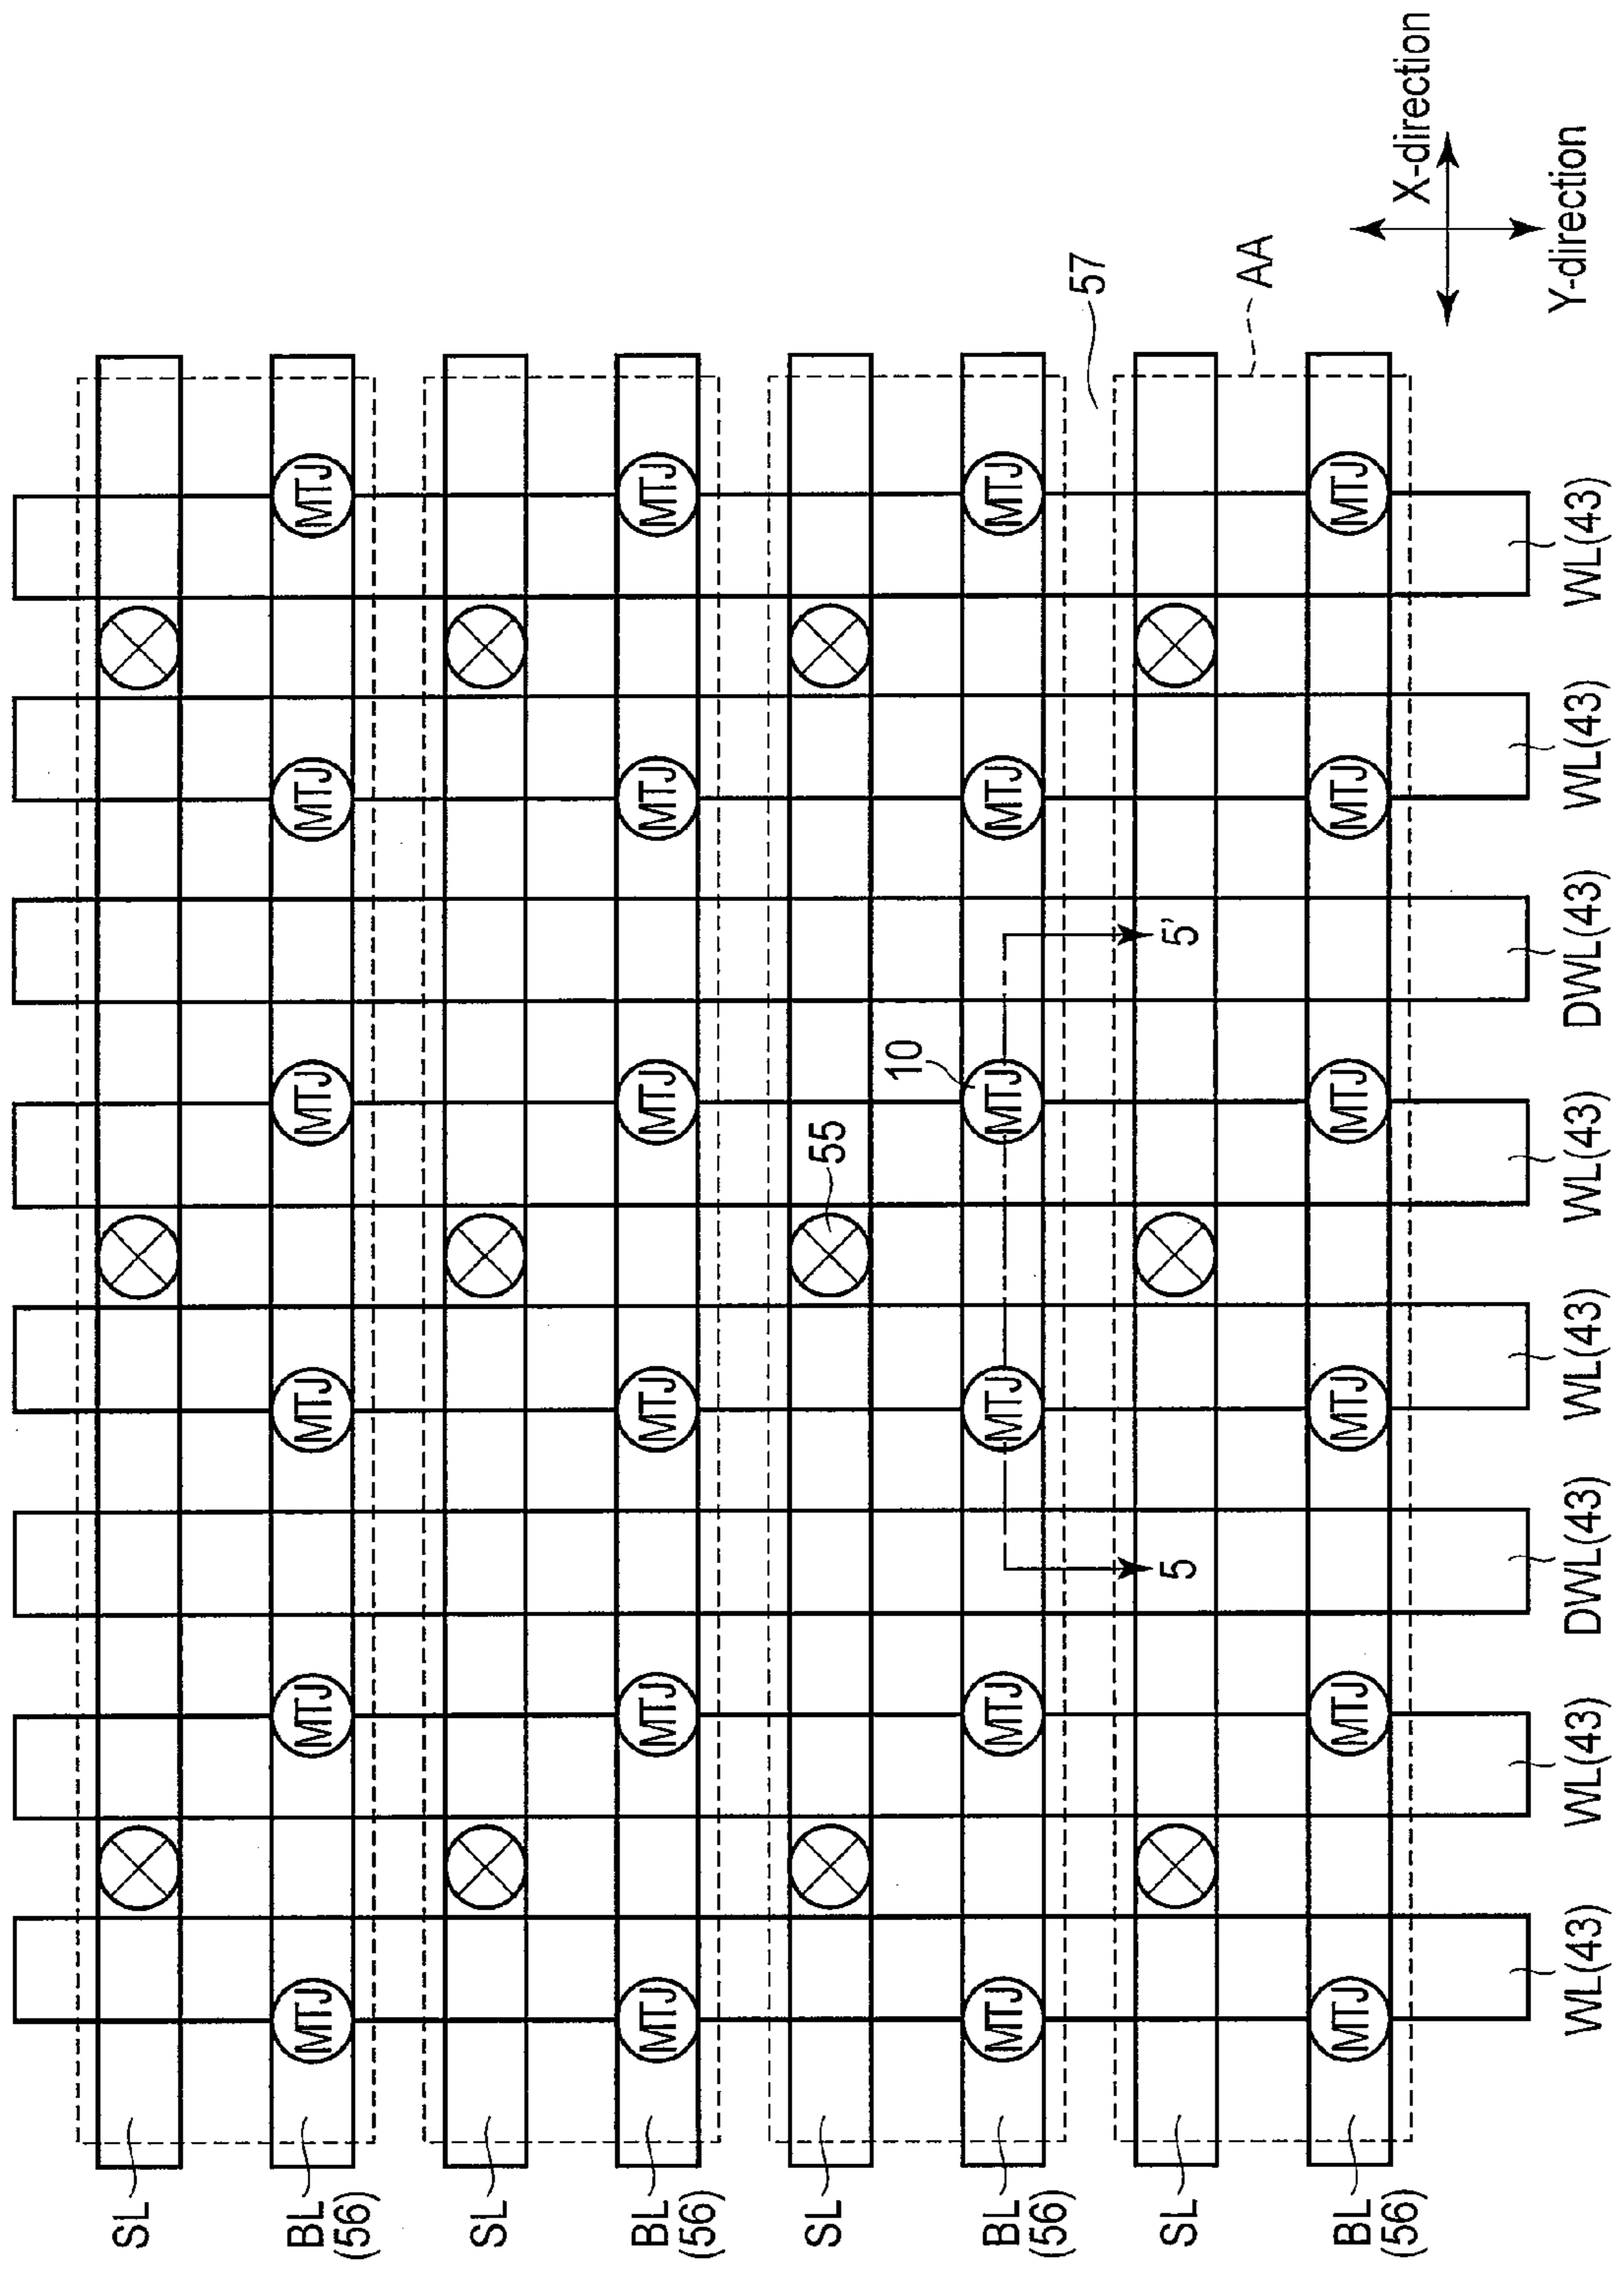 SL
BL
(56)
MTJ
MTJ
MTJ
MTJ
MTJ
MTJ
SL
BL
(56)
MTJ
MTJ
MTJ
MTJ
MTJ
MTJ
SL
55
10
BL
(56)
MTJ
MTJ
MTJ
MTJ
MTJ
MTJ
57
SL
5
5'
AA
BL
(56)
MTJ
MTJ
MTJ
MTJ
MTJ
MTJ
X-direction
Y-direction
WL(43)
WL(43)
DWL(43)
WL(43)
WL(43)
DWL(43)
WL(43)
WL(43)